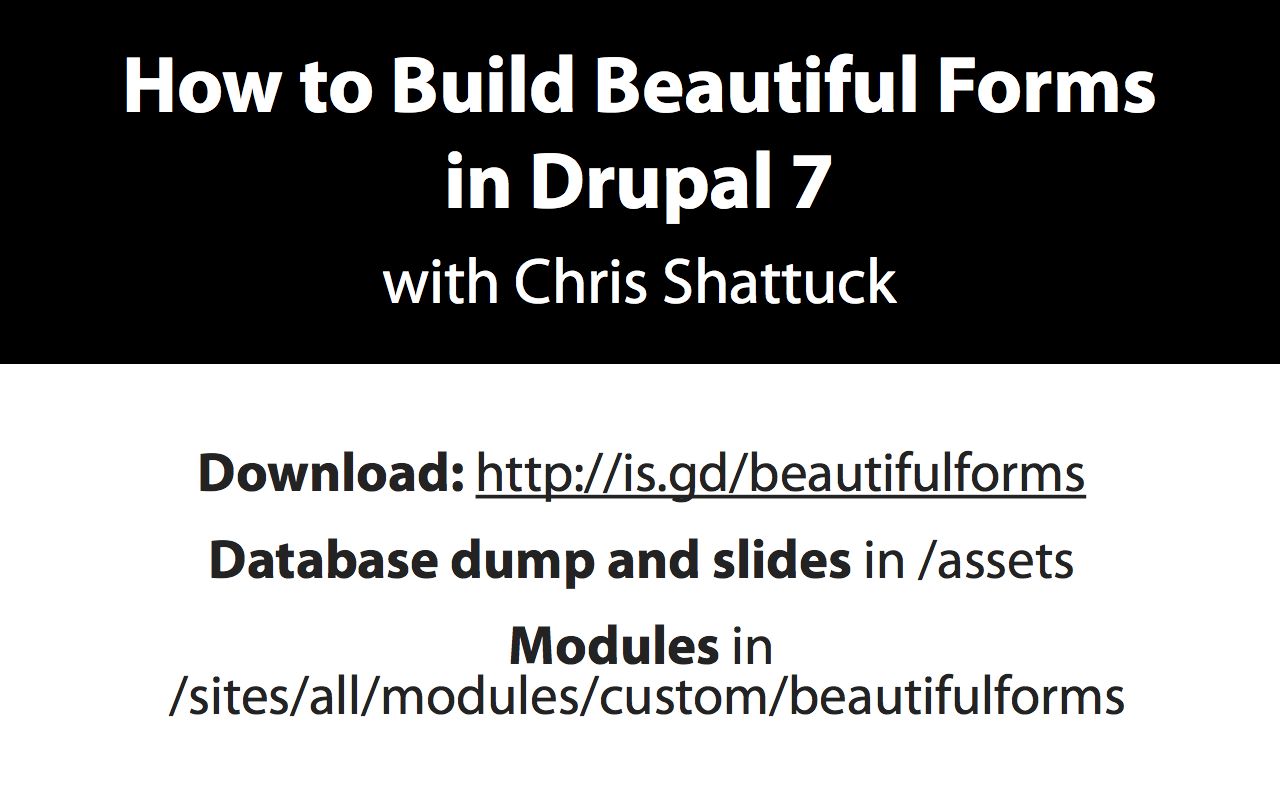 How to Build Beautiful Forms
in Drupal 7
with Chris Shattuck
Download: http://is.gd/beautifulforms
Database dump and slides in /assets
Modules in
/sites/all/modules/custom/beautifulforms